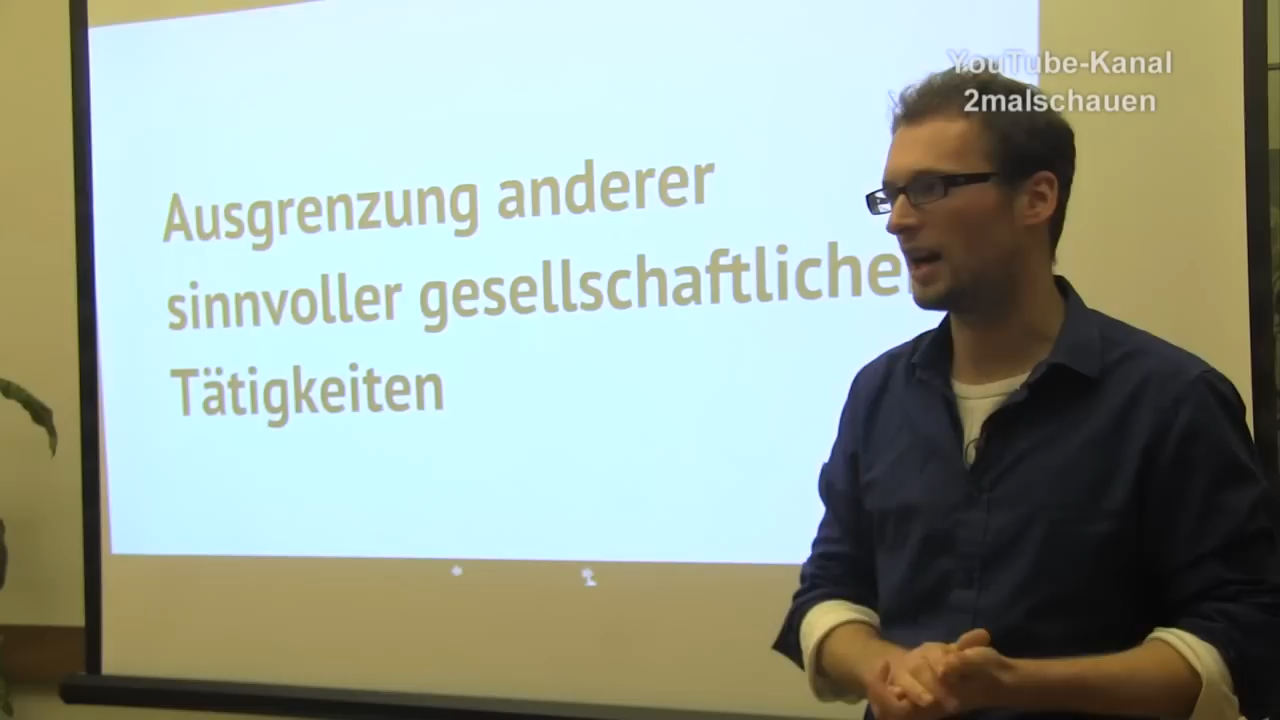 YouTube-Kanal
2malschauen
Ausgrenzung anderer
sinnvoller gesellschaftlicher
Tätigkeiten